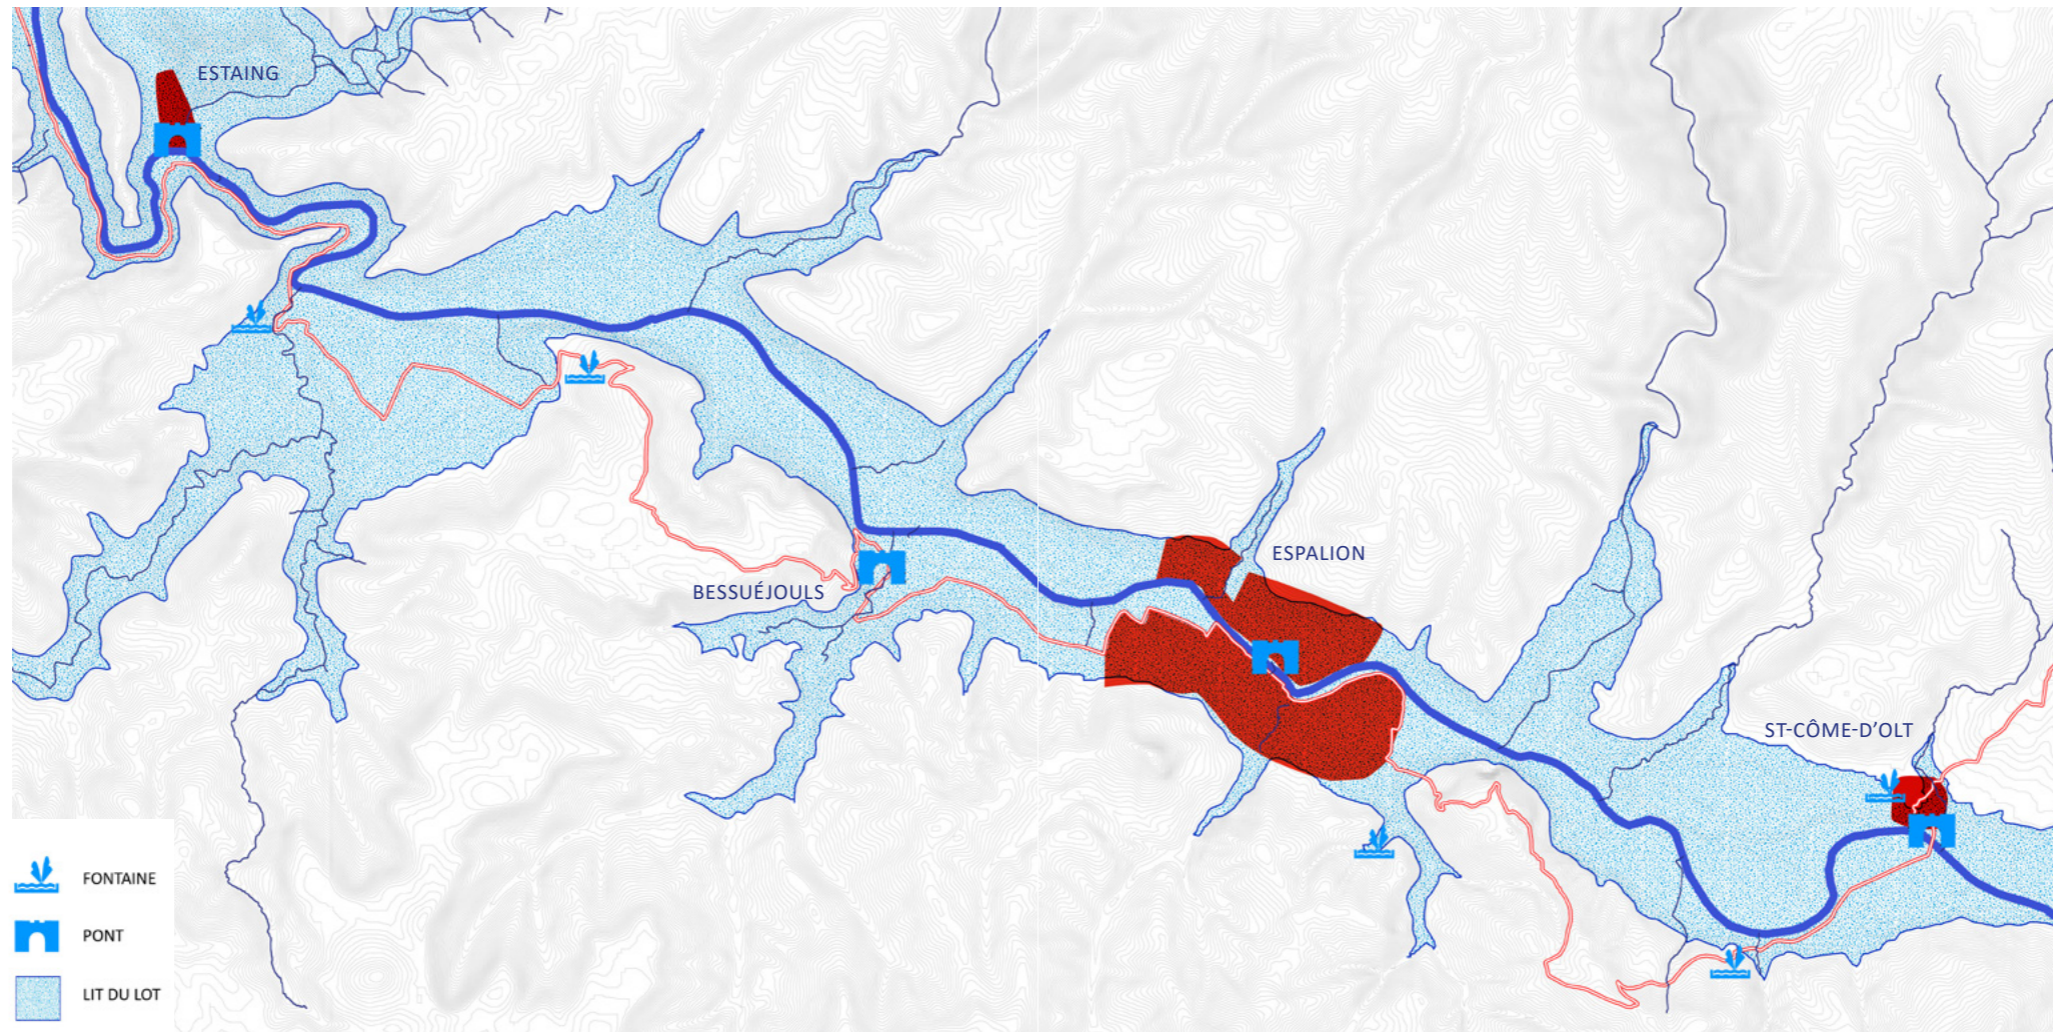 ESTAING
ESPALION
BESSUÉJOULS
ST-CÔME-D'OLT
FONTAINE
PONT
LIT DU LOT